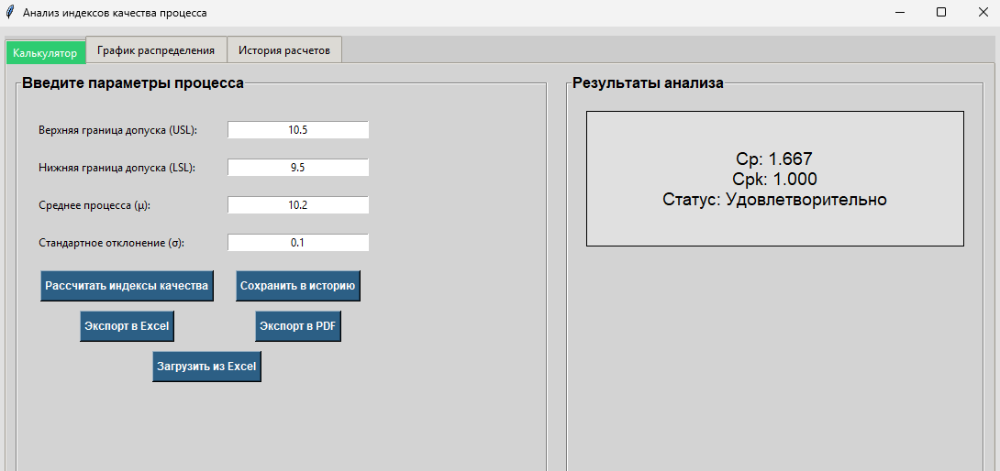 Анализ индексов качества процесса
Калькулятор
График распределения
История расчетов
Введите параметры процесса
Верхняя граница допуска (USL):
10.5
Нижняя граница допуска (LSL):
9.5
Среднее процесса (μ):
10.2
Стандартное отклонение (σ):
0.1
Рассчитать индексы качества
Сохранить в историю
Экспорт в Excel
Экспорт в PDF
Загрузить из Excel
Результаты анализа
Cp: 1.667
Cpk: 1.000
Статус: Удовлетворительно